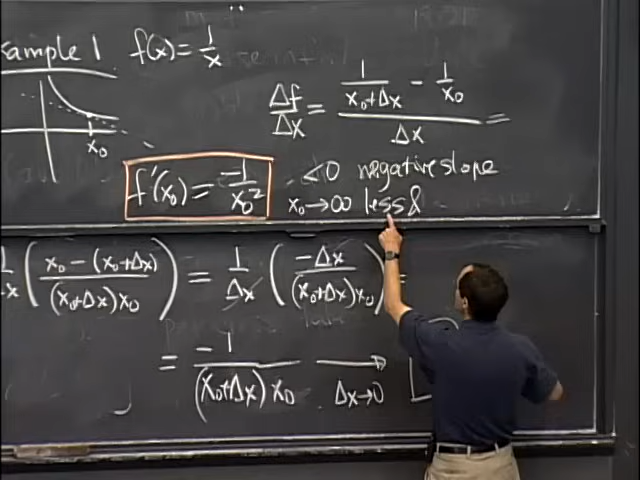 ample 1 f(x) = 1/x
Δf/Δx = (1/(x₀+Δx) - 1/x₀)/Δx =
x₀
f'(x₀) = -1/x₀²
<0 negative slope
x₀→∞ less &
1/Δx ((x₀-(x₀+Δx))/((x₀+Δx)x₀)) = 1/Δx (-Δx/((x₀+Δx)x₀)) =
= -1/((x₀+Δx)x₀) → Δx→0